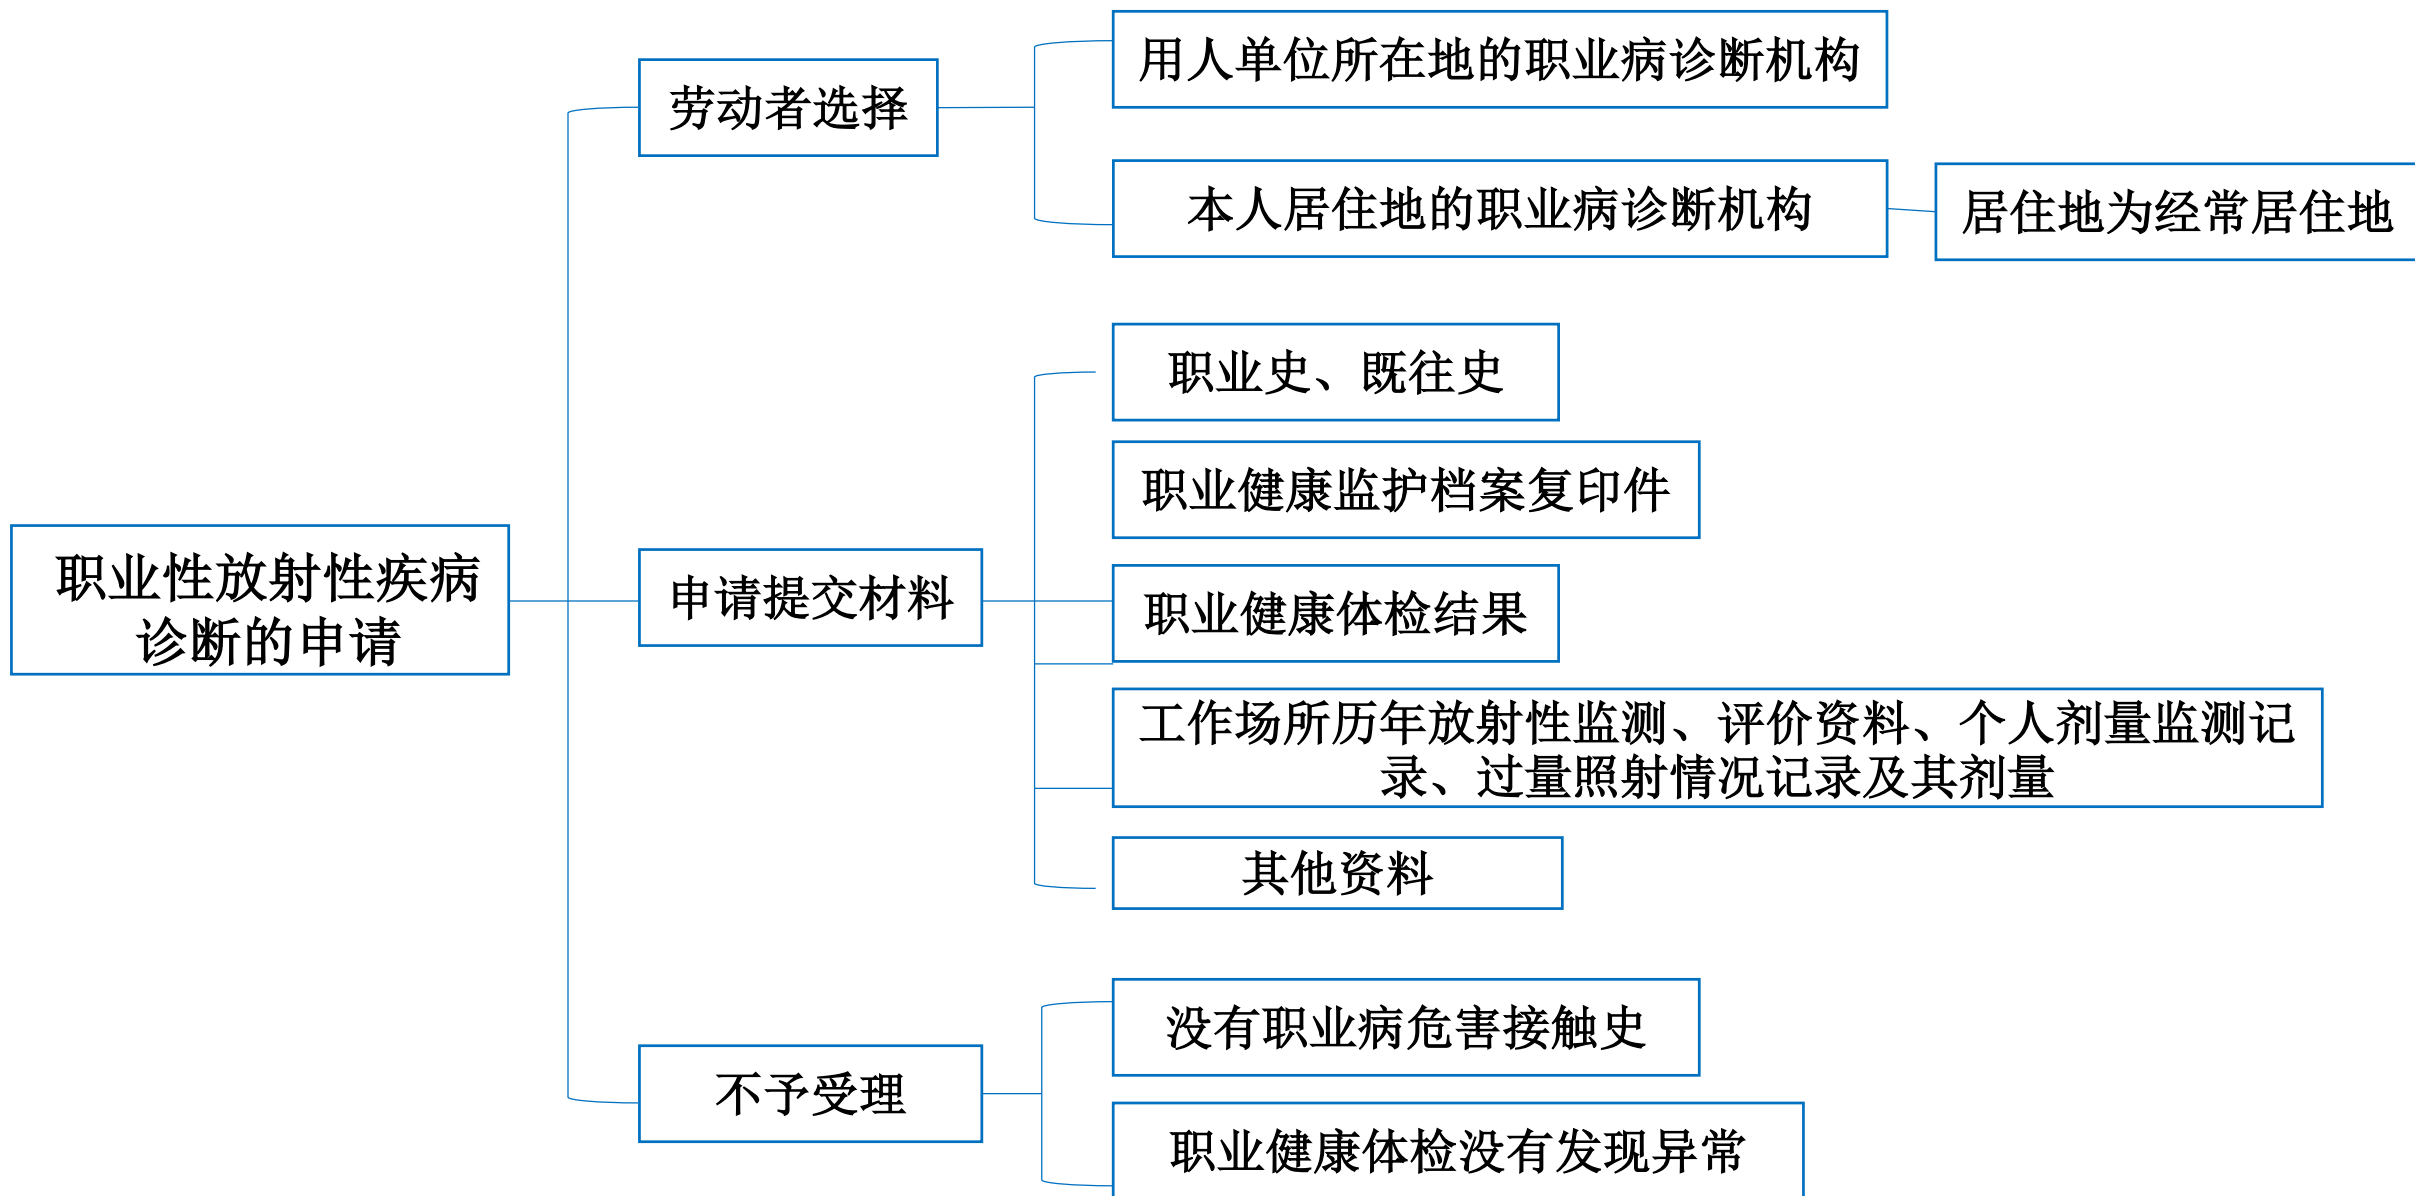 用人单位所在地的职业病诊断机构
劳动者选择
本人居住地的职业病诊断机构
居住地为经常居住地
职业史、既往史
职业健康监护档案复印件
职业性放射性疾病
诊断的申请
申请提交材料
职业健康体检结果
工作场所历年放射性监测、评价资料、个人剂量监测记
录、过量照射情况记录及其剂量
其他资料
没有职业病危害接触史
不予受理
职业健康体检没有发现异常